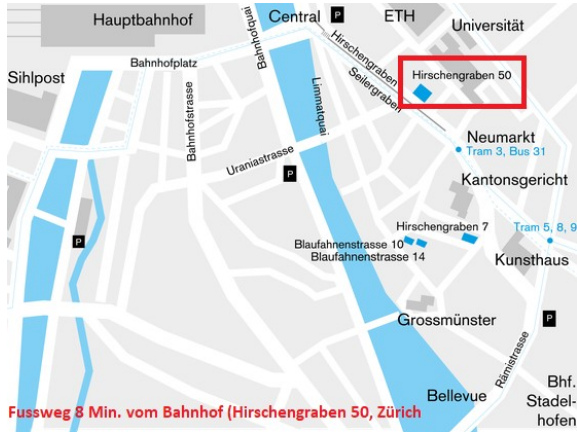 Hauptbahnhof
Central
P
ETH
Universität
Bahnhofquai
Hirschengraben
Seilergraben
Hirschengraben 50
Sihlpost
Bahnhofplatz
Bahnhofstrasse
Limmatquai
Neumarkt
Tram 3, Bus 31
Uraniastrasse
P
Kantonsgericht
Hirschengraben 7
Tram 5, 8, 9
P
Blaufahnenstrasse 10
Blaufahnenstrasse 14
Kunsthaus
Grossmünster
P
Rämistrasse
Bellevue
Bhf.
Stadel-
hofen
Fussweg 8 Min. vom Bahnhof (Hirschengraben 50, Zürich